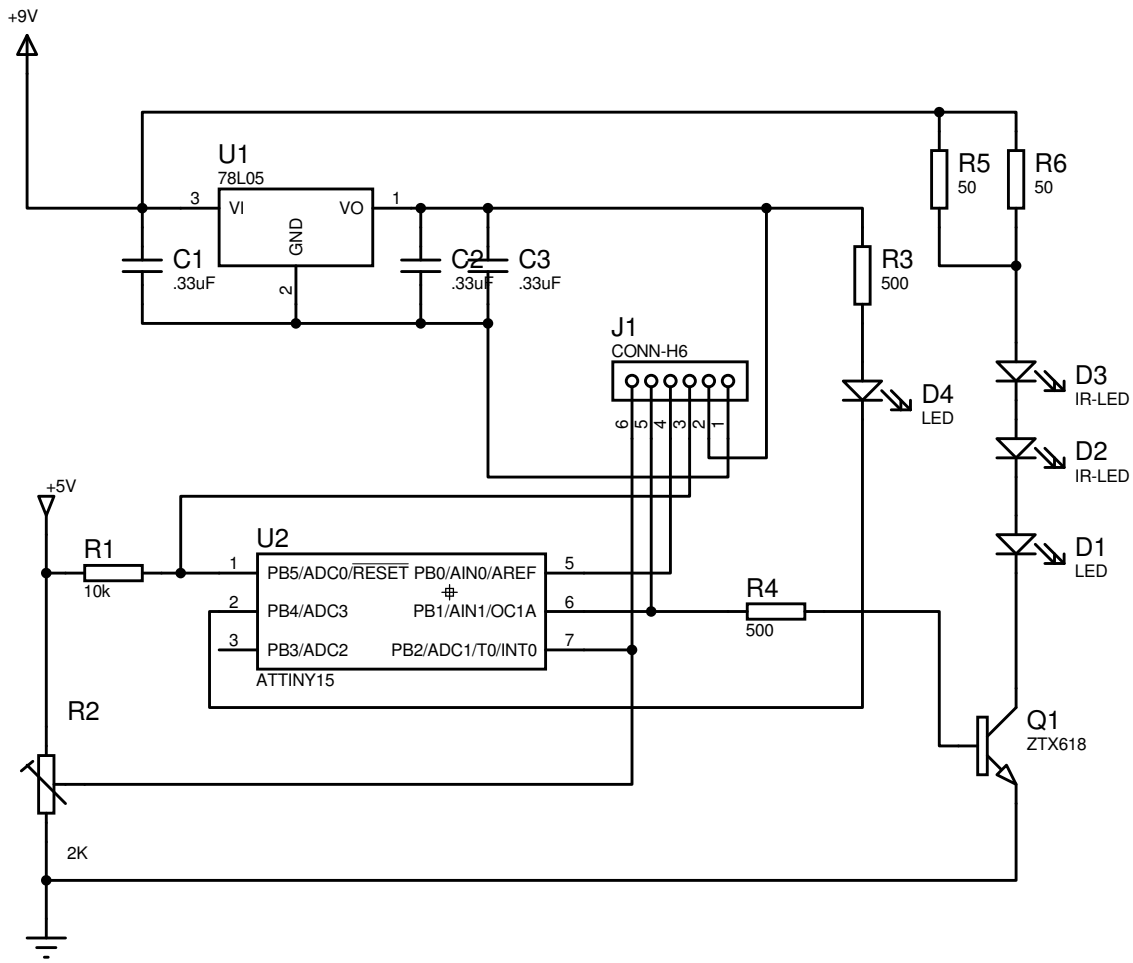 +9V
U1
78L05
3
VI
VO
1
GND
2
C1
.33uF
C2
.33uF
C3
.33uF
R5
50
R6
50
R3
500
J1
CONN-H6
6
5
4
3
2
1
D4
LED
D3
IR-LED
D2
IR-LED
D1
LED
+5V
R1
10k
U2
1
PB5/ADC0/RESET
PB0/AIN0/AREF
5
2
PB4/ADC3
PB1/AIN1/OC1A
6
3
PB3/ADC2
PB2/ADC1/T0/INT0
7
ATTINY15
R4
500
R2
2K
Q1
ZTX618